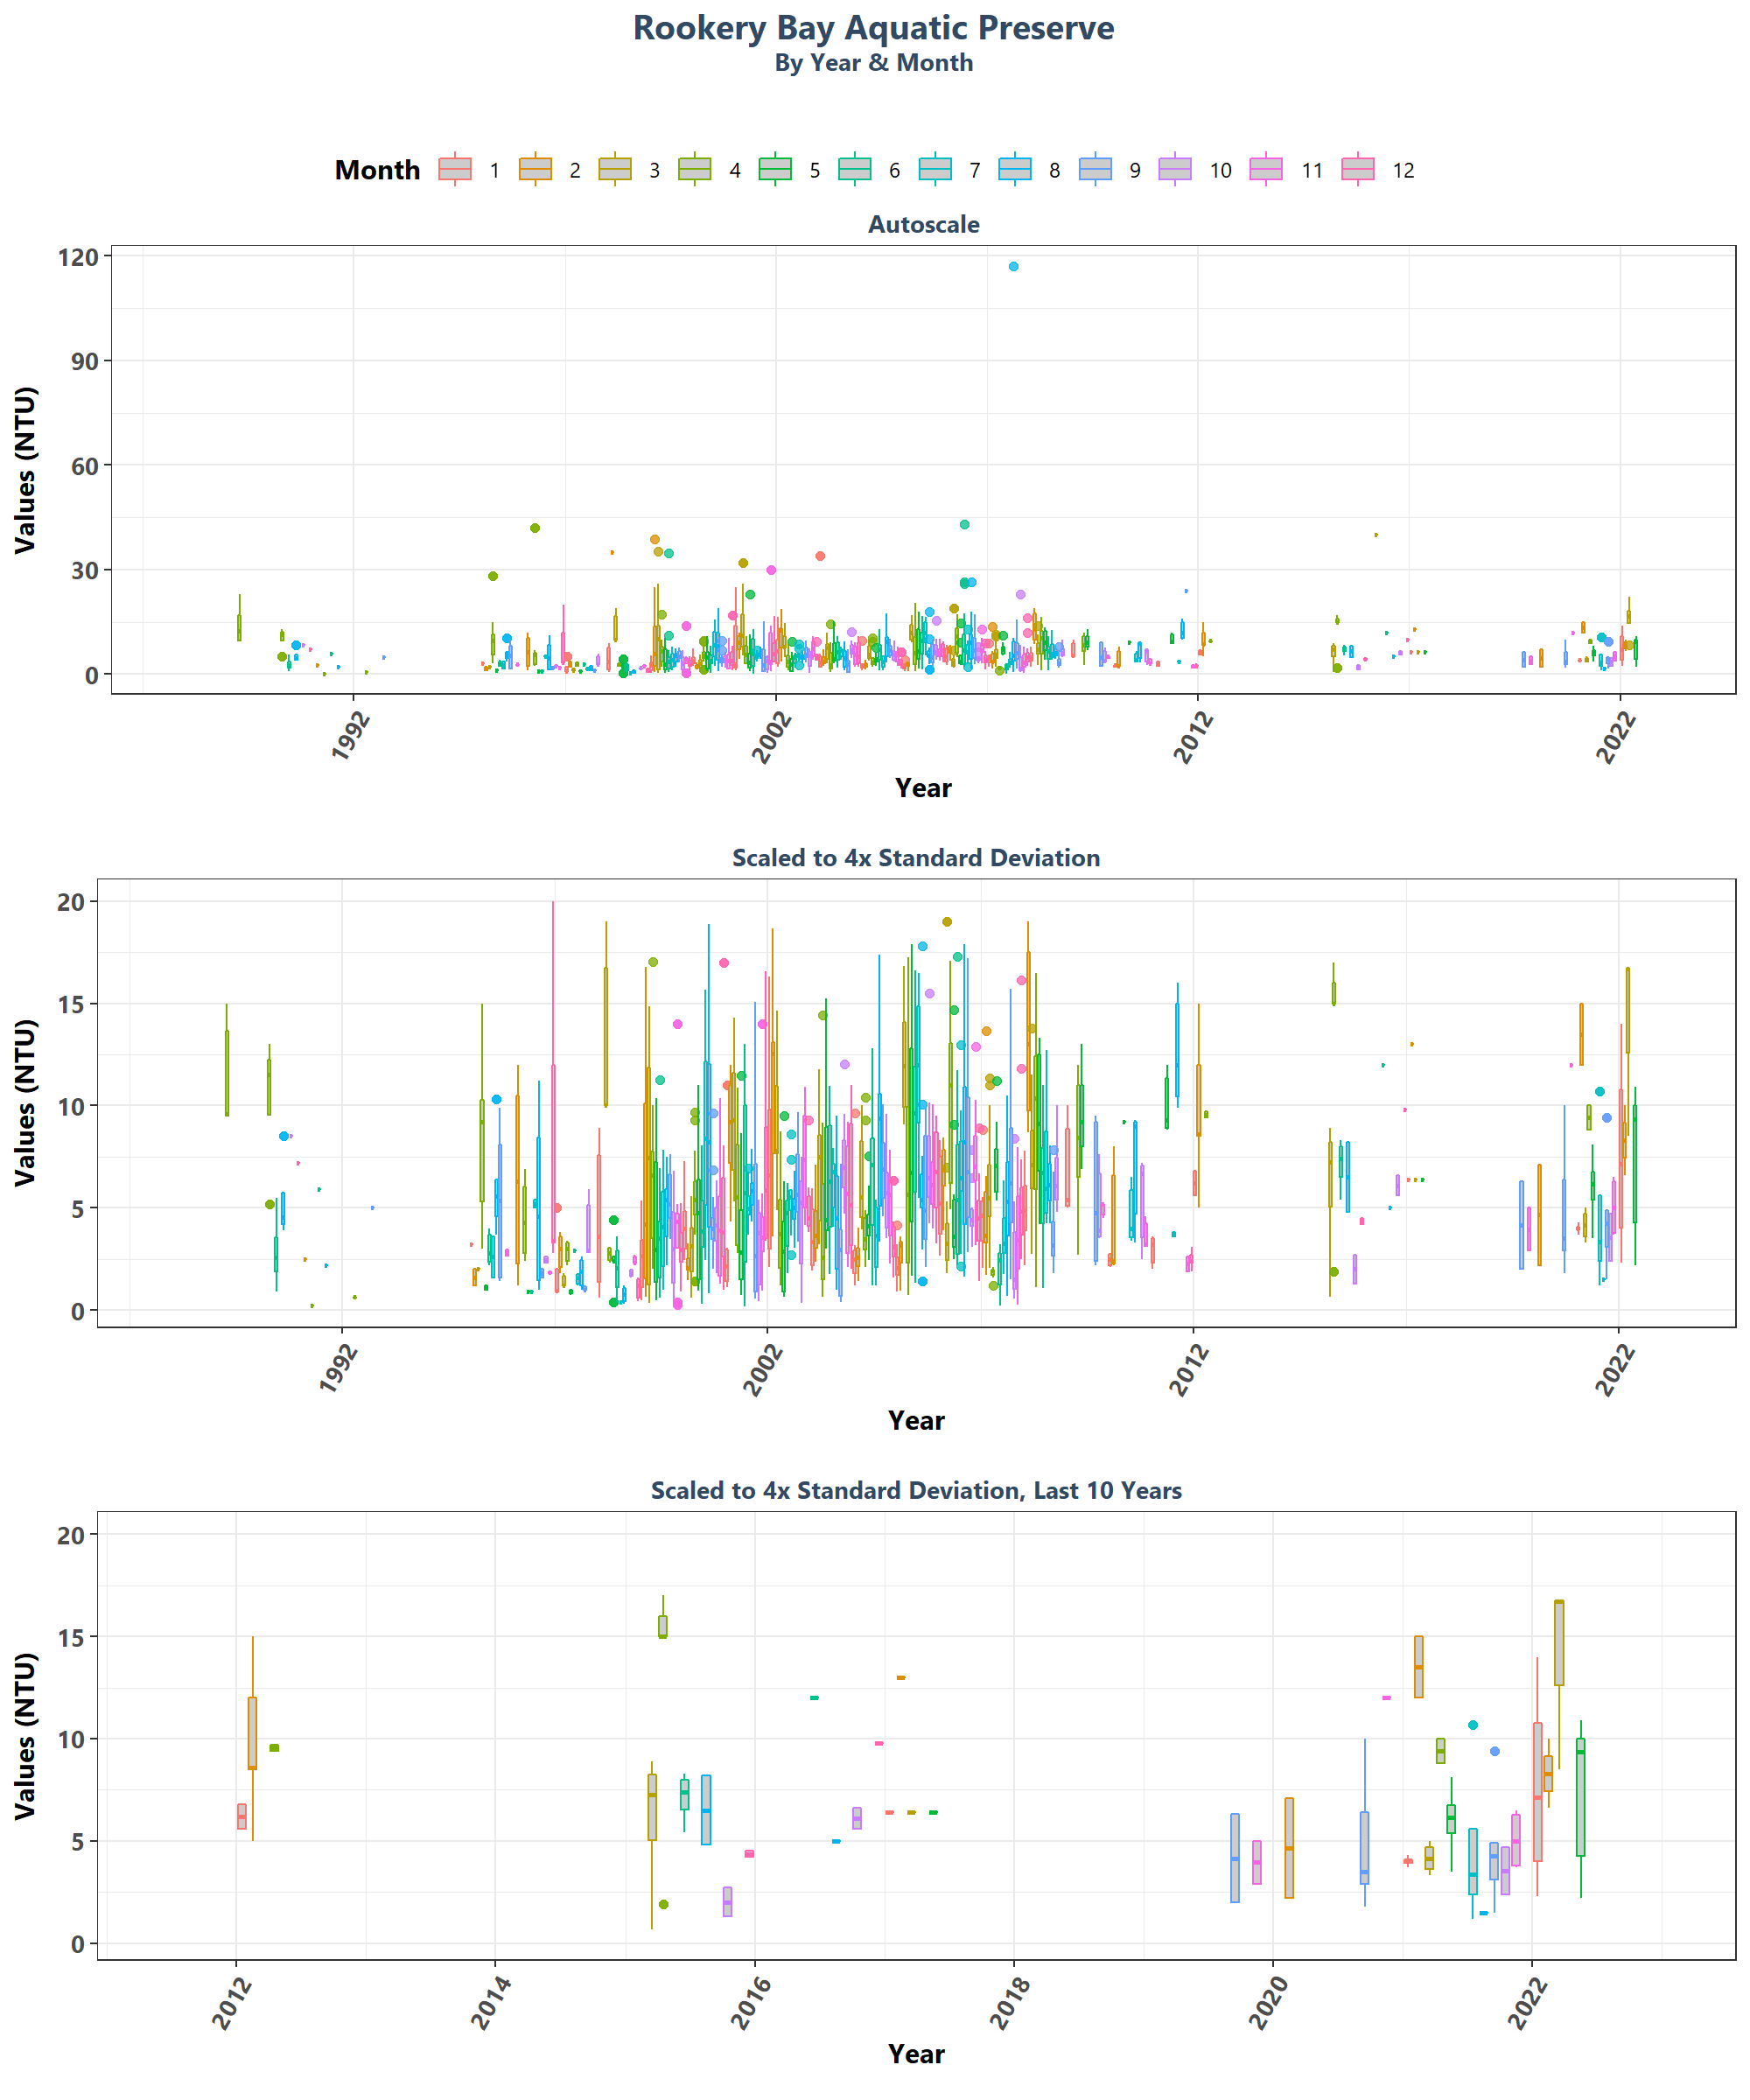 Rookery Bay Aquatic Preserve
By Year & Month
Month 1 2 3 4 5 6 7 8 9 10 11 12
Autoscale
Values (NTU)
120
90
60
30
0
1992 2002 2012 2022
Year
Scaled to 4x Standard Deviation
Values (NTU)
20
15
10
5
0
1992 2002 2012 2022
Year
Scaled to 4x Standard Deviation, Last 10 Years
Values (NTU)
20
15
10
5
0
2012 2014 2016 2018 2020 2022
Year